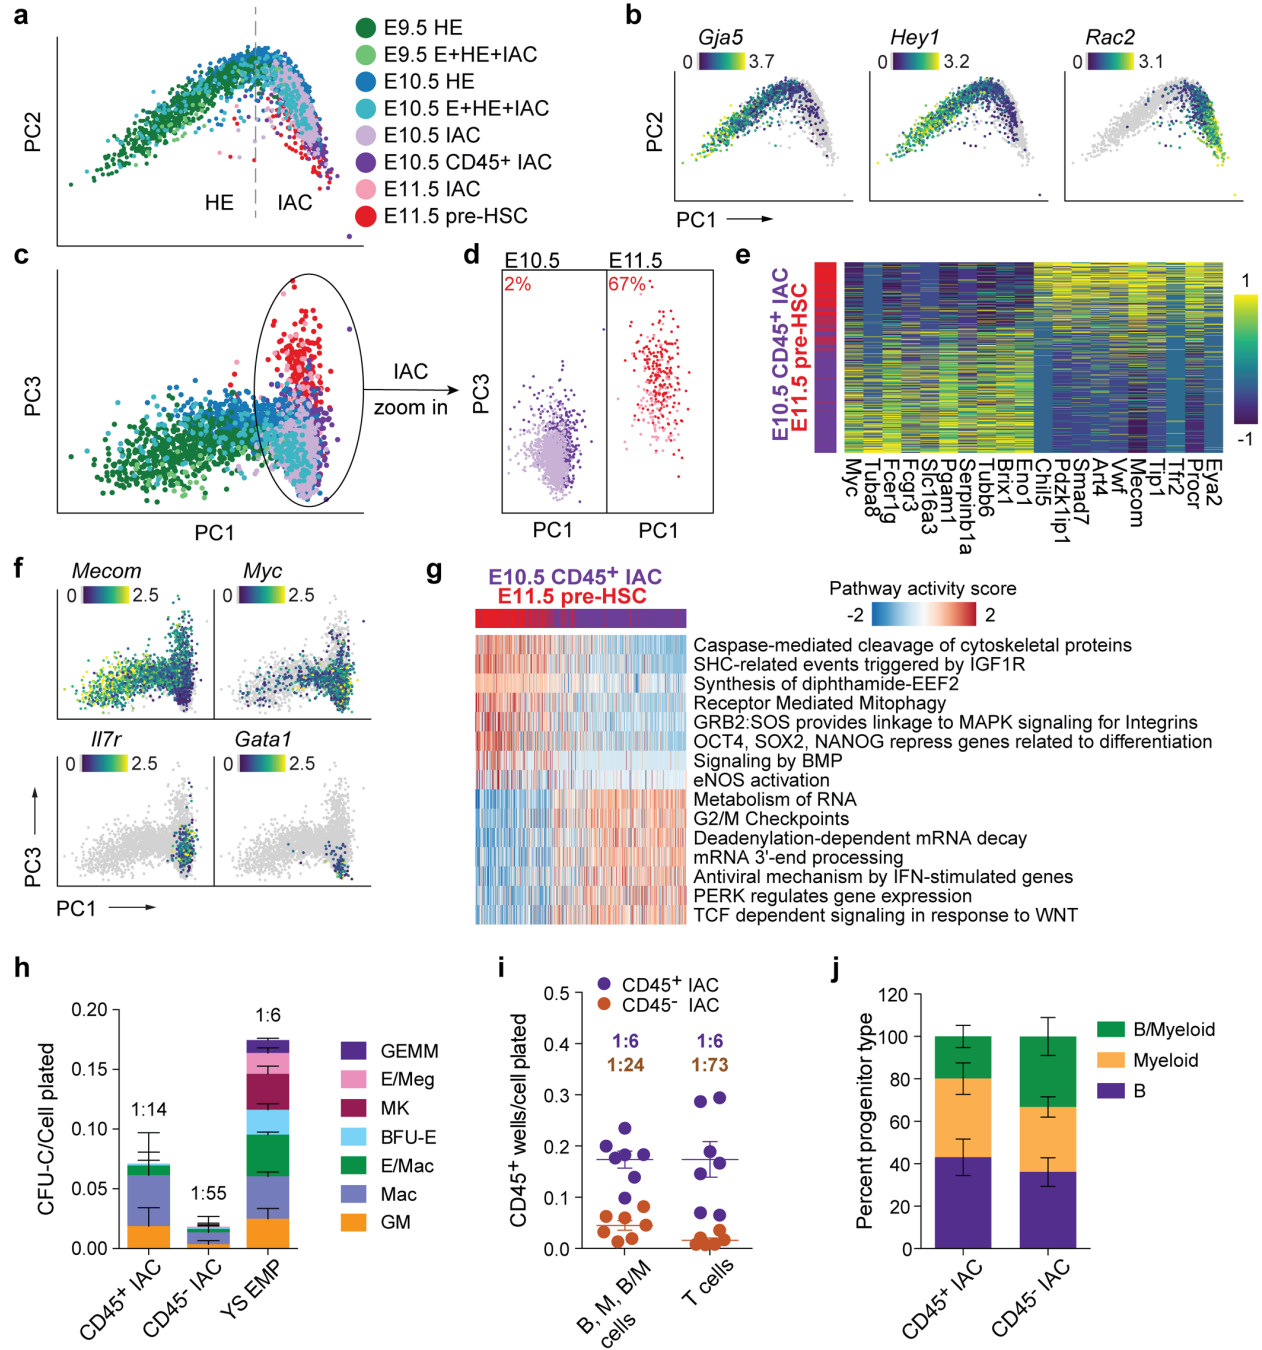 a
E9.5 HE
E9.5 E+HE+IAC
E10.5 HE
E10.5 E+HE+IAC
E10.5 IAC
E10.5 CD45+ IAC
E11.5 IAC
E11.5 pre-HSC
PC2
HE
IAC
b
Gja5
0 3.7
Hey1
0 3.2
Rac2
0 3.1
PC2
PC1
c
PC3
PC1
IAC
zoom in
d
E10.5
E11.5
2%
67%
PC3
PC1
PC1
e
E10.5 CD45+ IAC
E11.5 pre-HSC
1
-1
Myc
Tuba8
Fcer1g
Fcgr3
Slc16a3
Pgam1
Serpinb1a
Tubb6
Brix1
Eno1
Chil5
Pdzk1ip1
Smad7
Art4
Vwf
Mecom
Tip1
Tfr2
Procr
Eya2
f
Mecom
0 2.5
Myc
0 2.5
Il7r
0 2.5
Gata1
0 2.5
PC3
PC1
g
E10.5 CD45+ IAC
E11.5 pre-HSC
Pathway activity score
-2 2
Caspase-mediated cleavage of cytoskeletal proteins
SHC-related events triggered by IGF1R
Synthesis of diphthamide-EEF2
Receptor Mediated Mitophagy
GRB2:SOS provides linkage to MAPK signaling for Integrins
OCT4, SOX2, NANOG repress genes related to differentiation
Signaling by BMP
eNOS activation
Metabolism of RNA
G2/M Checkpoints
Deadenylation-dependent mRNA decay
mRNA 3'-end processing
Antiviral mechanism by IFN-stimulated genes
PERK regulates gene expression
TCF dependent signaling in response to WNT
h
CFU-C/Cell plated
0.20
0.15
0.10
0.05
0.00
1:14
1:55
1:6
CD45+ IAC
CD45- IAC
YS EMP
GEMM
E/Meg
MK
BFU-E
E/Mac
Mac
GM
i
CD45+ IAC
CD45- IAC
CD45+ wells/cell plated
0.5
0.4
0.3
0.2
0.1
0.0
1:6
1:24
1:6
1:73
B, M, B/M
cells
T cells
j
Percent progenitor type
120
100
80
60
40
20
0
CD45+ IAC
CD45- IAC
B/Myeloid
Myeloid
B